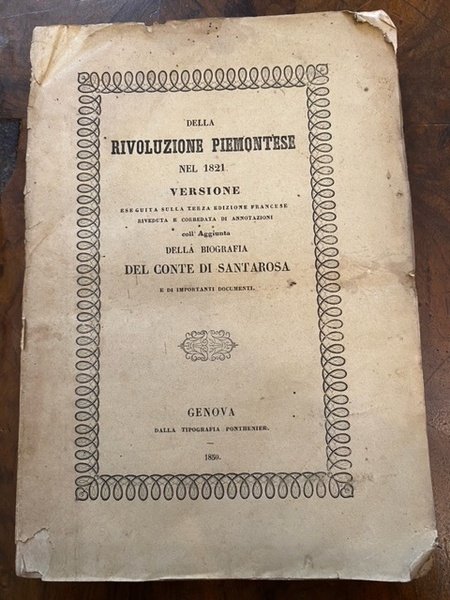 DELLA
RIVOLUZIONE PIEMONTESE
NEL 1821
VERSIONE
ESEGUITA SULLA TERZA EDIZIONE FRANCESE
RIVEDUTA E CORREDATA DI ANNOTAZIONI
coll' Aggiunta
DELLA BIOGRAFIA
DEL CONTE DI SANTAROSA
E DI IMPORTANTI DOCUMENTI.
GENOVA
DALLA TIPOGRAFIA PONTHENIER.
—
1850.